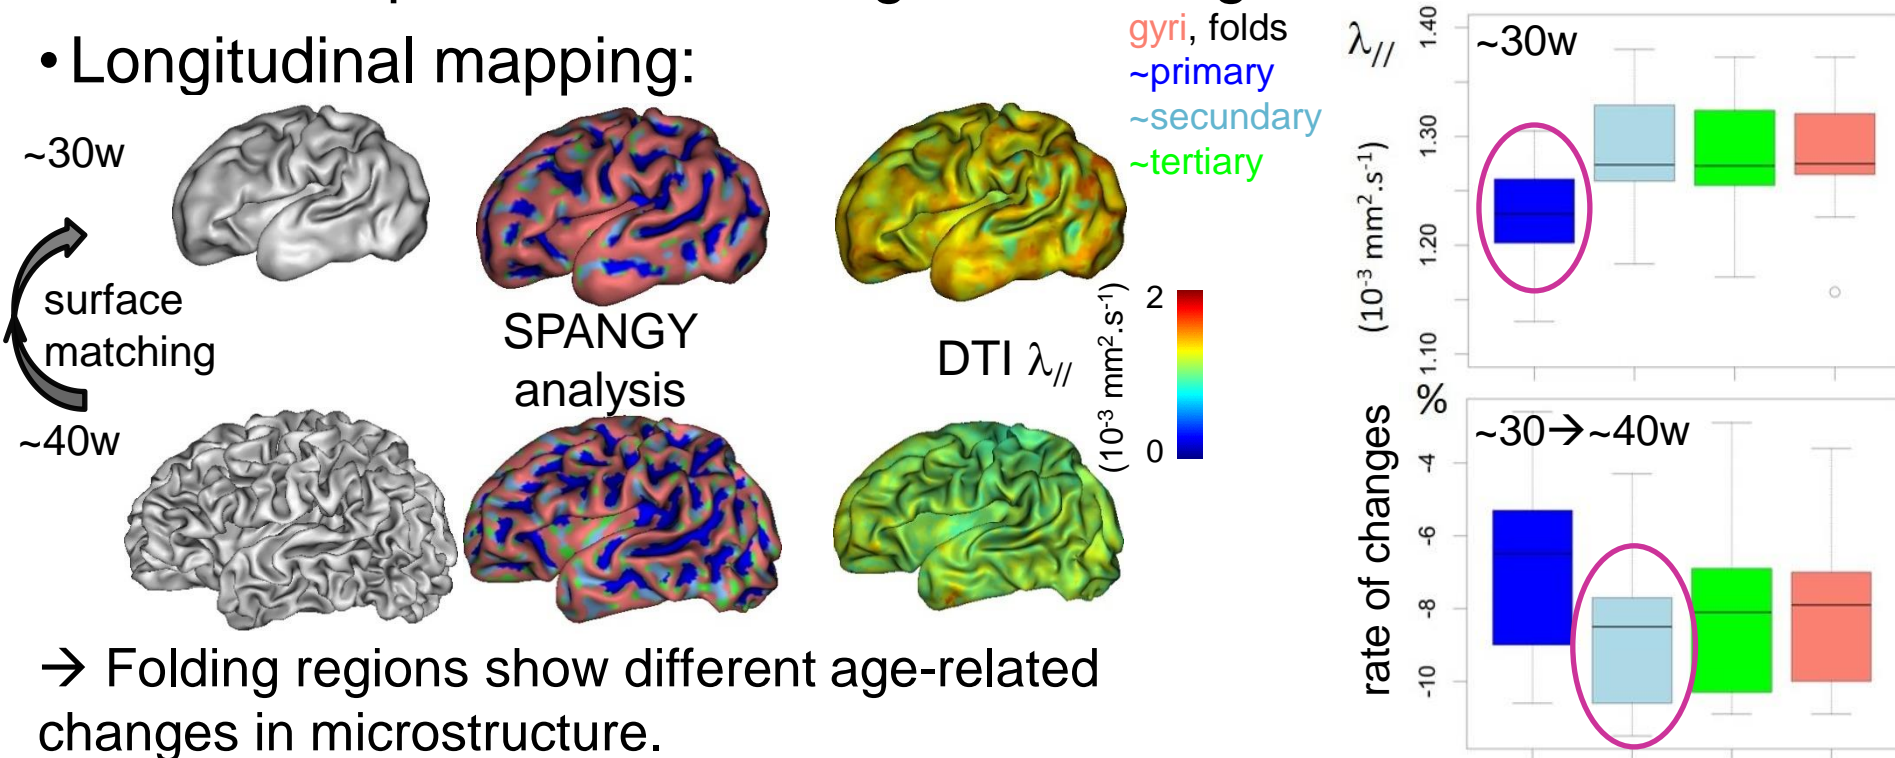 • Longitudinal mapping:
gyri, folds
~primary
~secundary
~tertiary
~30w
surface
matching
~40w
SPANGY
analysis
DTI λ//
(10-3 mm2.s-1)
2
0
→ Folding regions show different age-related
changes in microstructure.
λ//
(10-3 mm2.s-1)
~30w
1.40
1.30
1.20
1.10
%
rate of changes
~30→~40w
-4
-6
-8
-10